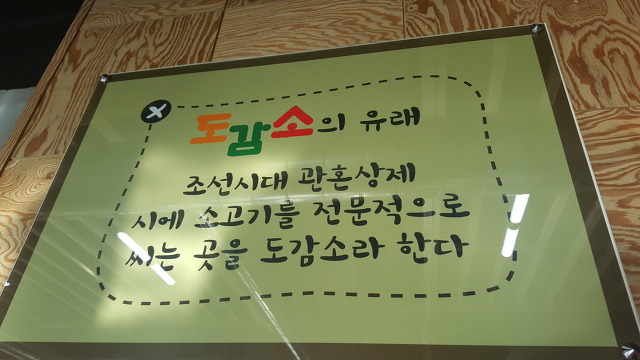 도감소의 유래
조선시대 관혼상제
시에 소고기를 전문적으로
써는 곳을 도감소라 한다